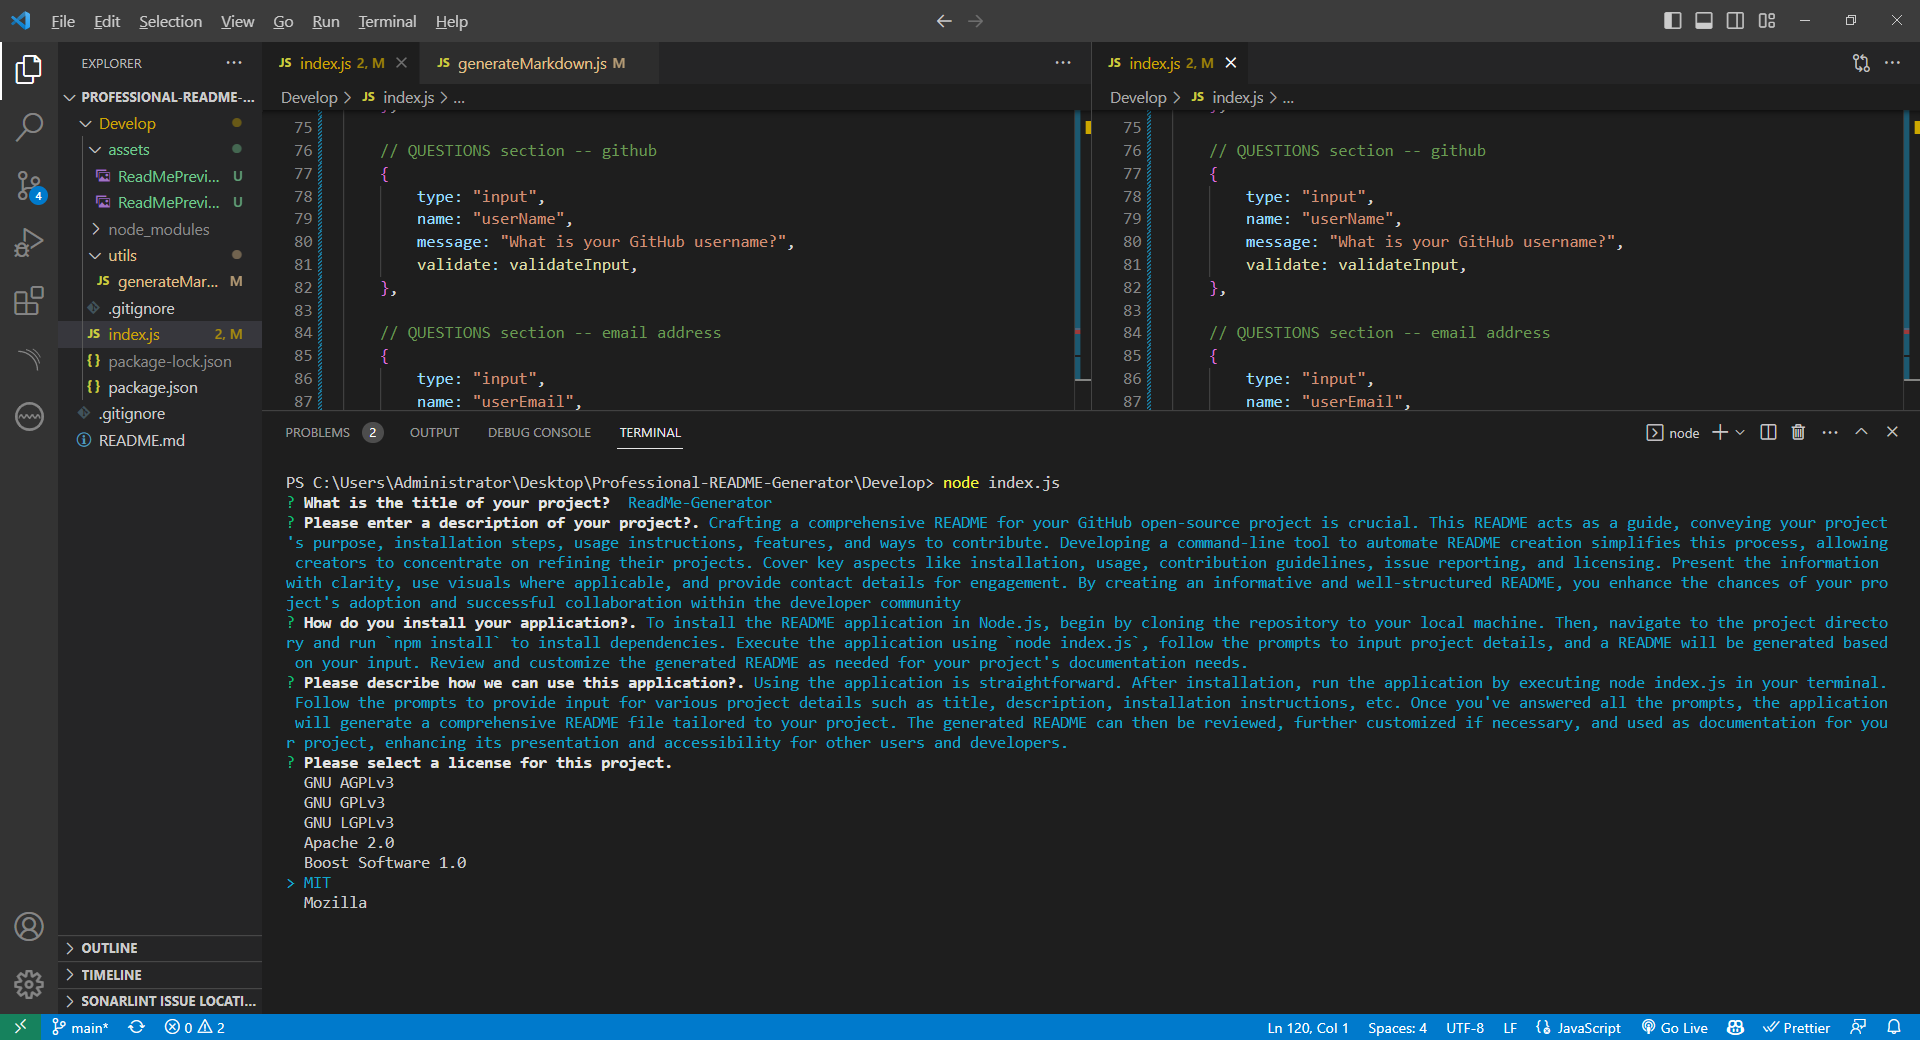 File Edit Selection View Go Run Terminal Help
EXPLORER
PROFESSIONAL-README-...
Develop
assets
ReadMePrevi... U
ReadMePrevi... U
node_modules
utils
JS generateMar... M
.gitignore
JS index.js 2, M
{} package-lock.json
{} package.json
.gitignore
README.md
OUTLINE
TIMELINE
SONARLINT ISSUE LOCATI...
4
JS index.js 2, M
JS generateMarkdown.js M
Develop > JS index.js > ...
75
76 // QUESTIONS section -- github
77 {
78 type: "input",
79 name: "userName",
80 message: "What is your GitHub username?",
81 validate: validateInput,
82 },
83
84 // QUESTIONS section -- email address
85 {
86 type: "input",
87 name: "userEmail",
JS index.js 2, M
Develop > JS index.js > ...
75
76 // QUESTIONS section -- github
77 {
78 type: "input",
79 name: "userName",
80 message: "What is your GitHub username?",
81 validate: validateInput,
82 },
83
84 // QUESTIONS section -- email address
85 {
86 type: "input",
87 name: "userEmail",
PROBLEMS 2 OUTPUT DEBUG CONSOLE TERMINAL
node
PS C:\Users\Administrator\Desktop\Professional-README-Generator\Develop> node index.js
? What is the title of your project?  ReadMe-Generator
? Please enter a description of your project?. Crafting a comprehensive README for your GitHub open-source project is crucial. This README acts as a guide, conveying your project
's purpose, installation steps, usage instructions, features, and ways to contribute. Developing a command-line tool to automate README creation simplifies this process, allowing
creators to concentrate on refining their projects. Cover key aspects like installation, usage, contribution guidelines, issue reporting, and licensing. Present the information
with clarity, use visuals where applicable, and provide contact details for engagement. By creating an informative and well-structured README, you enhance the chances of your pro
ject's adoption and successful collaboration within the developer community
? How do you install your application?. To install the README application in Node.js, begin by cloning the repository to your local machine. Then, navigate to the project directo
ry and run `npm install` to install dependencies. Execute the application using `node index.js`, follow the prompts to input project details, and a README will be generated based
on your input. Review and customize the generated README as needed for your project's documentation needs.
? Please describe how we can use this application?. Using the application is straightforward. After installation, run the application by executing node index.js in your terminal.
Follow the prompts to provide input for various project details such as title, description, installation instructions, etc. Once you've answered all the prompts, the application
will generate a comprehensive README file tailored to your project. The generated README can then be reviewed, further customized if necessary, and used as documentation for you
r project, enhancing its presentation and accessibility for other users and developers.
? Please select a license for this project.
GNU AGPLv3
GNU GPLv3
GNU LGPLv3
Apache 2.0
Boost Software 1.0
> MIT
Mozilla
main* 0 2
Ln 120, Col 1 Spaces: 4 UTF-8 LF {} JavaScript Go Live Prettier